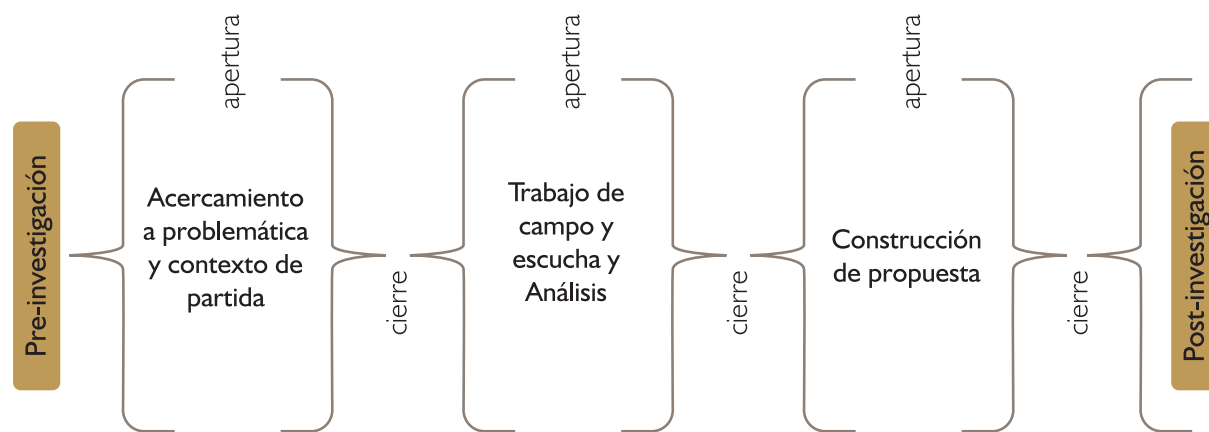 Pre-investigación
apertura
Acercamiento
a problemática
y contexto de
partida
cierre
apertura
Trabajo de
campo y
escucha y
Análisis
cierre
apertura
Construcción
de propuesta
cierre
Post-investigación